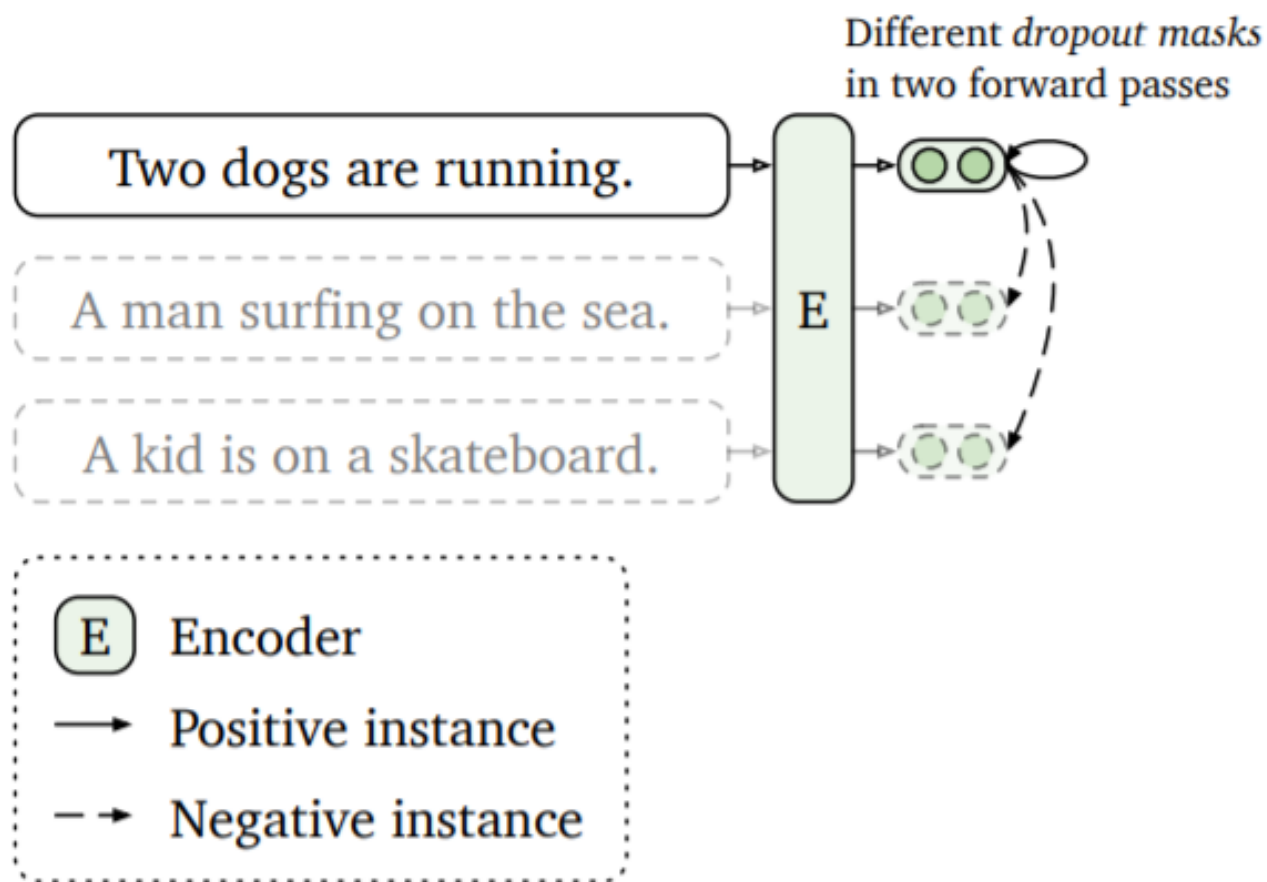 Different dropout masks
in two forward passes
Two dogs are running.
A man surfing on the sea.
E
A kid is on a skateboard.
E Encoder
Positive instance
Negative instance